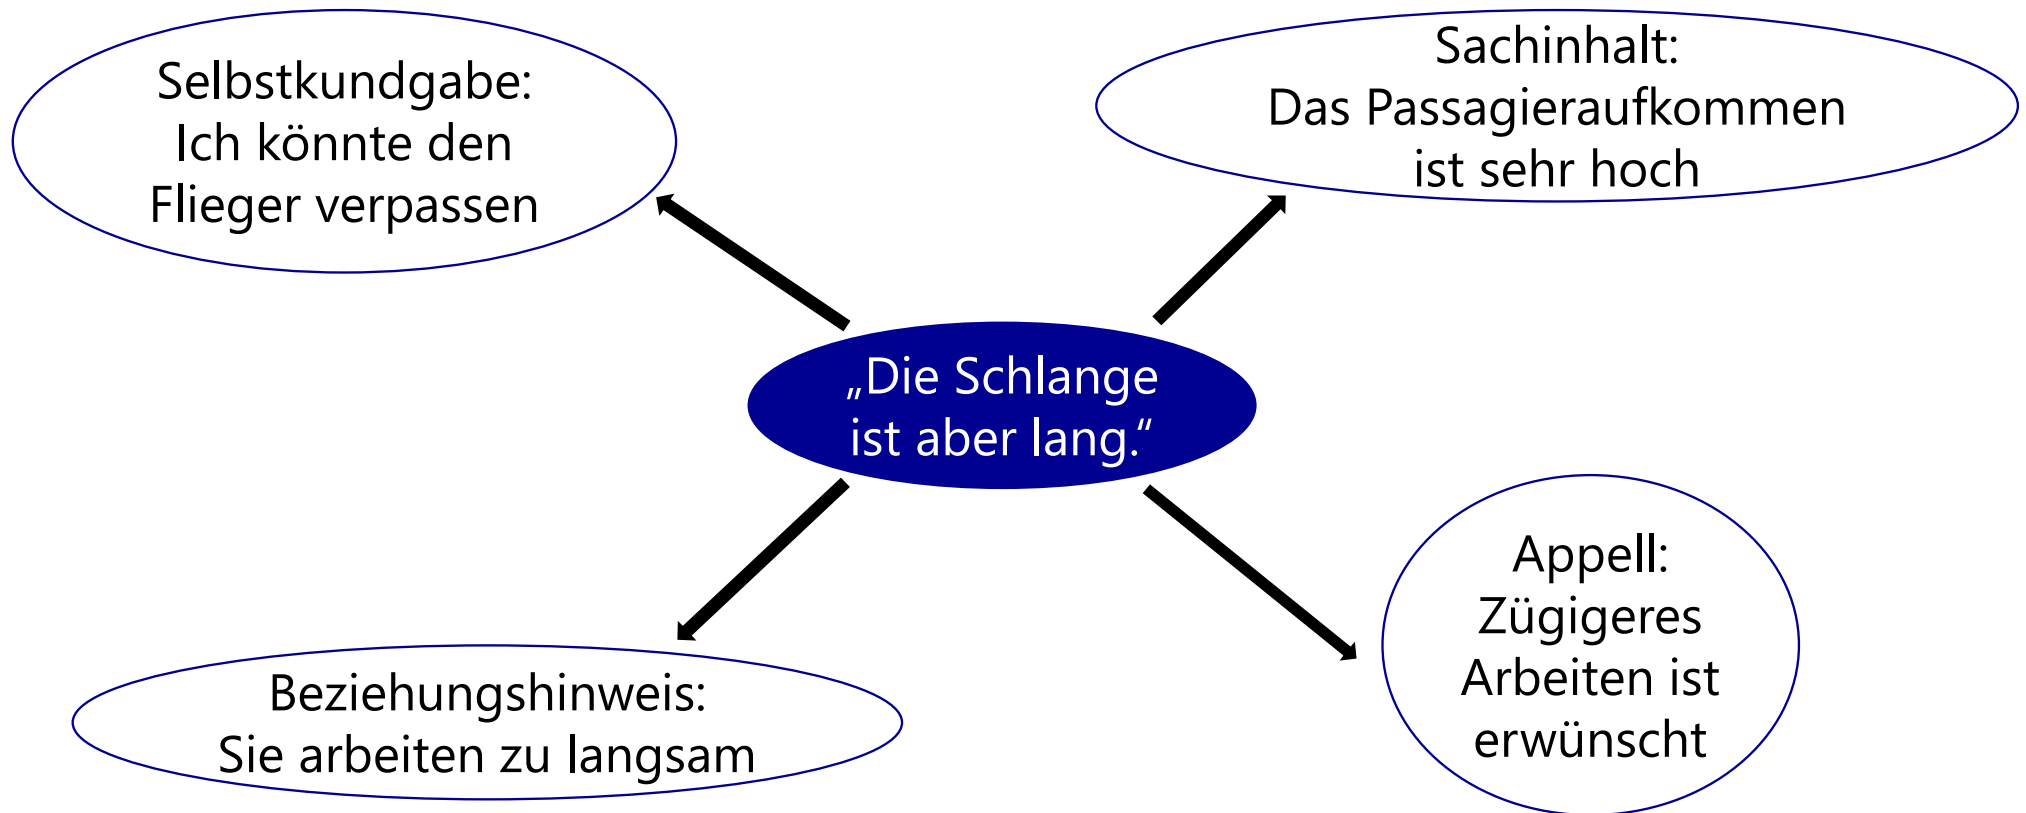 Selbstkundgabe:
Ich könnte den
Flieger verpassen
Sachinhalt:
Das Passagieraufkommen
ist sehr hoch
„Die Schlange
ist aber lang.“
Beziehungshinweis:
Sie arbeiten zu langsam
Appell:
Zügigeres
Arbeiten ist
erwünscht